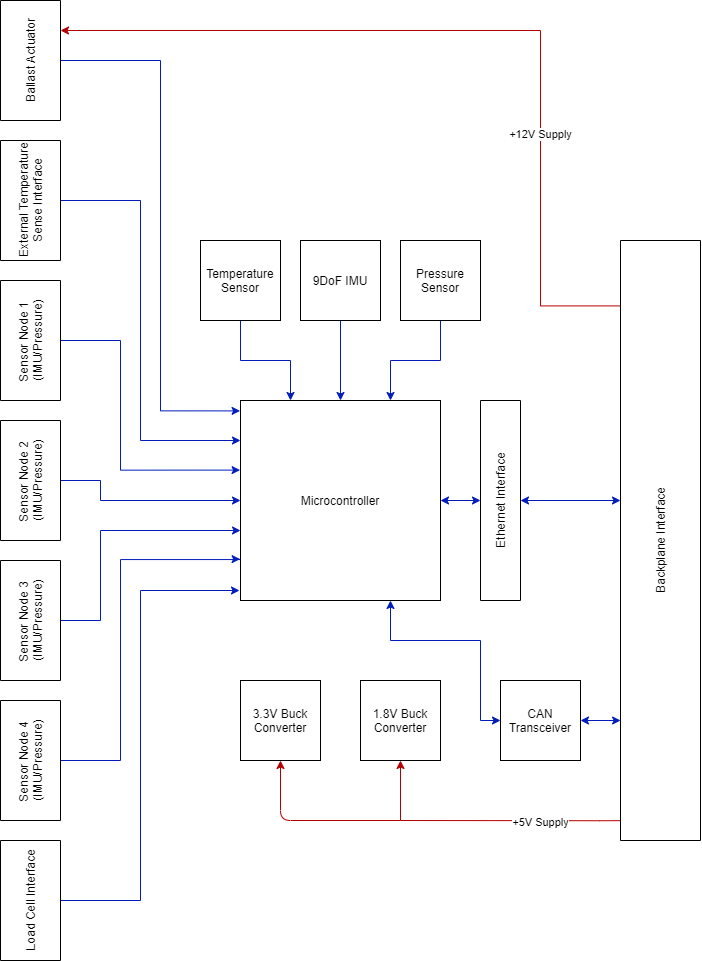 Ballast Actuator
+12V Supply
External Temperature
Sense Interface
Temperature
Sensor
9DoF IMU
Pressure
Sensor
Sensor Node 1
(IMU/Pressure)
Sensor Node 2
(IMU/Pressure)
Microcontroller
Ethernet Interface
Backplane Interface
Sensor Node 3
(IMU/Pressure)
3.3V Buck
Converter
1.8V Buck
Converter
CAN
Transceiver
Sensor Node 4
(IMU/Pressure)
+5V Supply
Load Cell Interface